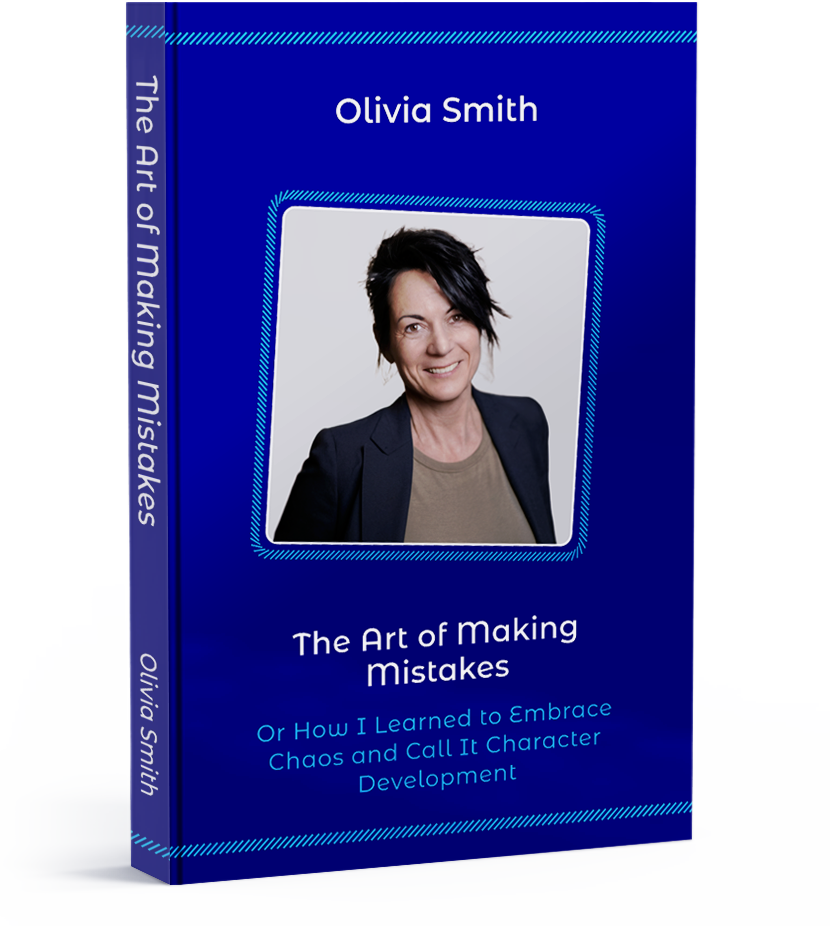 The Art of Making Mistakes
Olivia Smith
Olivia Smith
The Art of Making
Mistakes
Or How I Learned to Embrace
Chaos and Call It Character
Development